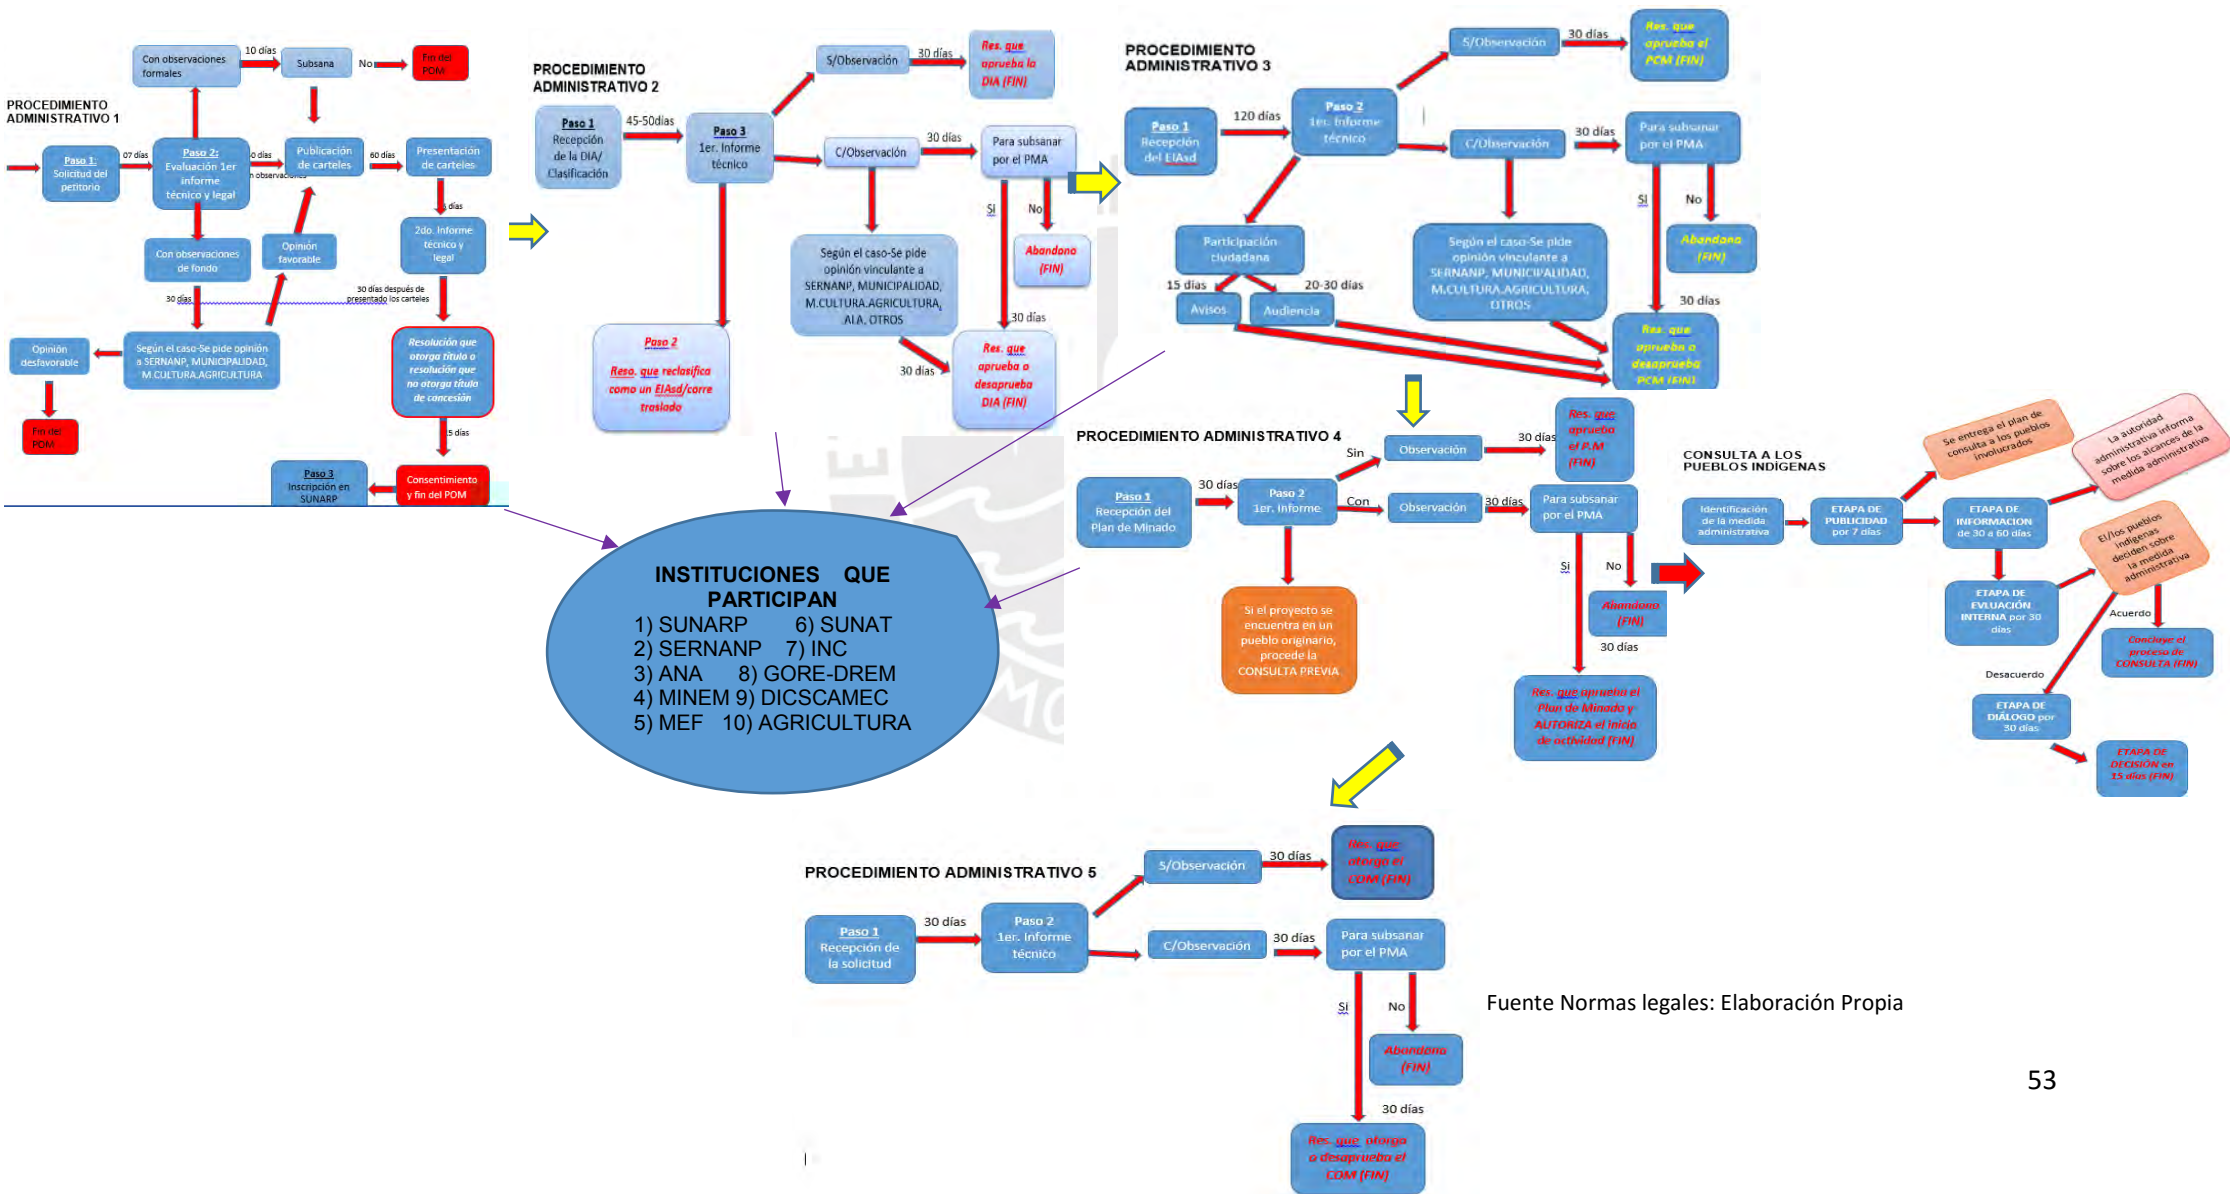 PROCEDIMIENTO
ADMINISTRATIVO 1
Paso 1:
Solicitud del
petitorio
07 días
Paso 2:
Evaluación 1er
informe
técnico y legal
Con observaciones
formales
10 días
Subsana
No
Fin del
POM
0 días
n observaciones
Publicación
de carteles
60 días
Presentación
de carteles
días
2do. Informe
técnico y
legal
Con observaciones
de fondo
Opinión
favorable
30 días
30 días después de
presentado los carteles
Opinión
desfavorable
Según el caso-Se pide opinión
a SERNANP, MUNICIPALIDAD,
M.CULTURA.AGRICULTURA
Resolución que
otorga título o
resolución que
no otorga título
de concesión
Fin del
POM
5 días
Paso 3
Inscripción en
SUNARP
Consentimiento
y fin del POM
PROCEDIMIENTO
ADMINISTRATIVO 2
Paso 1
Recepción
de la DIA/
Clasificación
45-50días
Paso 3
1er. Informe
técnico
S/Observación
30 días
Res. que
aprueba la
DIA (FIN)
C/Observación
30 días
Para subsanar
por el PMA
Si
No
Abandono
(FIN)
Según el caso-Se pide
opinión vinculante a
SERNANP, MUNICIPALIDAD,
M.CULTURA.AGRICULTURA,
ALA, OTROS
30 días
30 días
Res. que
aprueba o
desaprueba
DIA (FIN)
Paso 2
Reso. que reclasifica
como un EIAsd/corre
traslado
PROCEDIMIENTO
ADMINISTRATIVO 3
Paso 1
Recepción
del EIAsd
120 días
Paso 2
1er. Informe
técnico
S/Observación
30 días
Res. que
aprueba el
PCM (FIN)
C/Observación
30 días
Para subsanar
por el PMA
Si
No
Abandona
(FIN)
Participación
ciudadana
15 días
20-30 días
Avisos
Audiencia
Según el caso-Se pide
opinión vinculante a
SERNANP, MUNICIPALIDAD,
M.CULTURA.AGRICULTURA,
OTROS
30 días
Res. que
aprueba o
desaprueba
PCM (FIN)
PROCEDIMIENTO ADMINISTRATIVO 4
Paso 1
Recepción del
Plan de Minado
30 días
Paso 2
1er. Informe
Sin
Observación
30 días
Res. que
aprueba
el P.M
(FIN)
Con
Observación
30 días
Para subsanar
por el PMA
Si
No
Abandono
(FIN)
30 días
Si el proyecto se
encuentra en un
pueblo originario,
procede la
CONSULTA PREVIA
Res. que aprueba el
Plan de Minado y
AUTORIZA el inicio
de actividad (FIN)
CONSULTA A LOS
PUEBLOS INDÍGENAS
Identificación
de la medida
administrativa
ETAPA DE
PUBLICIDAD
por 7 días
Se entrega el plan de
consulta a los pueblos
involucrados
ETAPA DE
INFORMACION
de 30 a 60 días
La autoridad
administrativa informa
sobre los alcances de la
medida administrativa
ETAPA DE
EVLUACIÓN
INTERNA por 30
días
El/los pueblos
indígenas
deciden sobre
la medida
administrativa
Acuerdo
Concluye el
proceso de
CONSULTA (FIN)
Desacuerdo
ETAPA DE
DIÁLOGO por
30 días
ETAPA DE
DECISIÓN en
15 días (FIN)
INSTITUCIONES QUE
PARTICIPAN
1) SUNARP 6) SUNAT
2) SERNANP 7) INC
3) ANA 8) GORE-DREM
4) MINEM 9) DICSCAMEC
5) MEF 10) AGRICULTURA
PROCEDIMIENTO ADMINISTRATIVO 5
Paso 1
Recepción de
la solicitud
30 días
Paso 2
1er. Informe
técnico
S/Observación
30 días
Res. que
otorga el
COM (FIN)
C/Observación
30 días
Para subsanar
por el PMA
Si
No
Abandono
(FIN)
30 días
Res. que otorga
o desaprueba el
COM (FIN)
Fuente Normas legales: Elaboración Propia
53